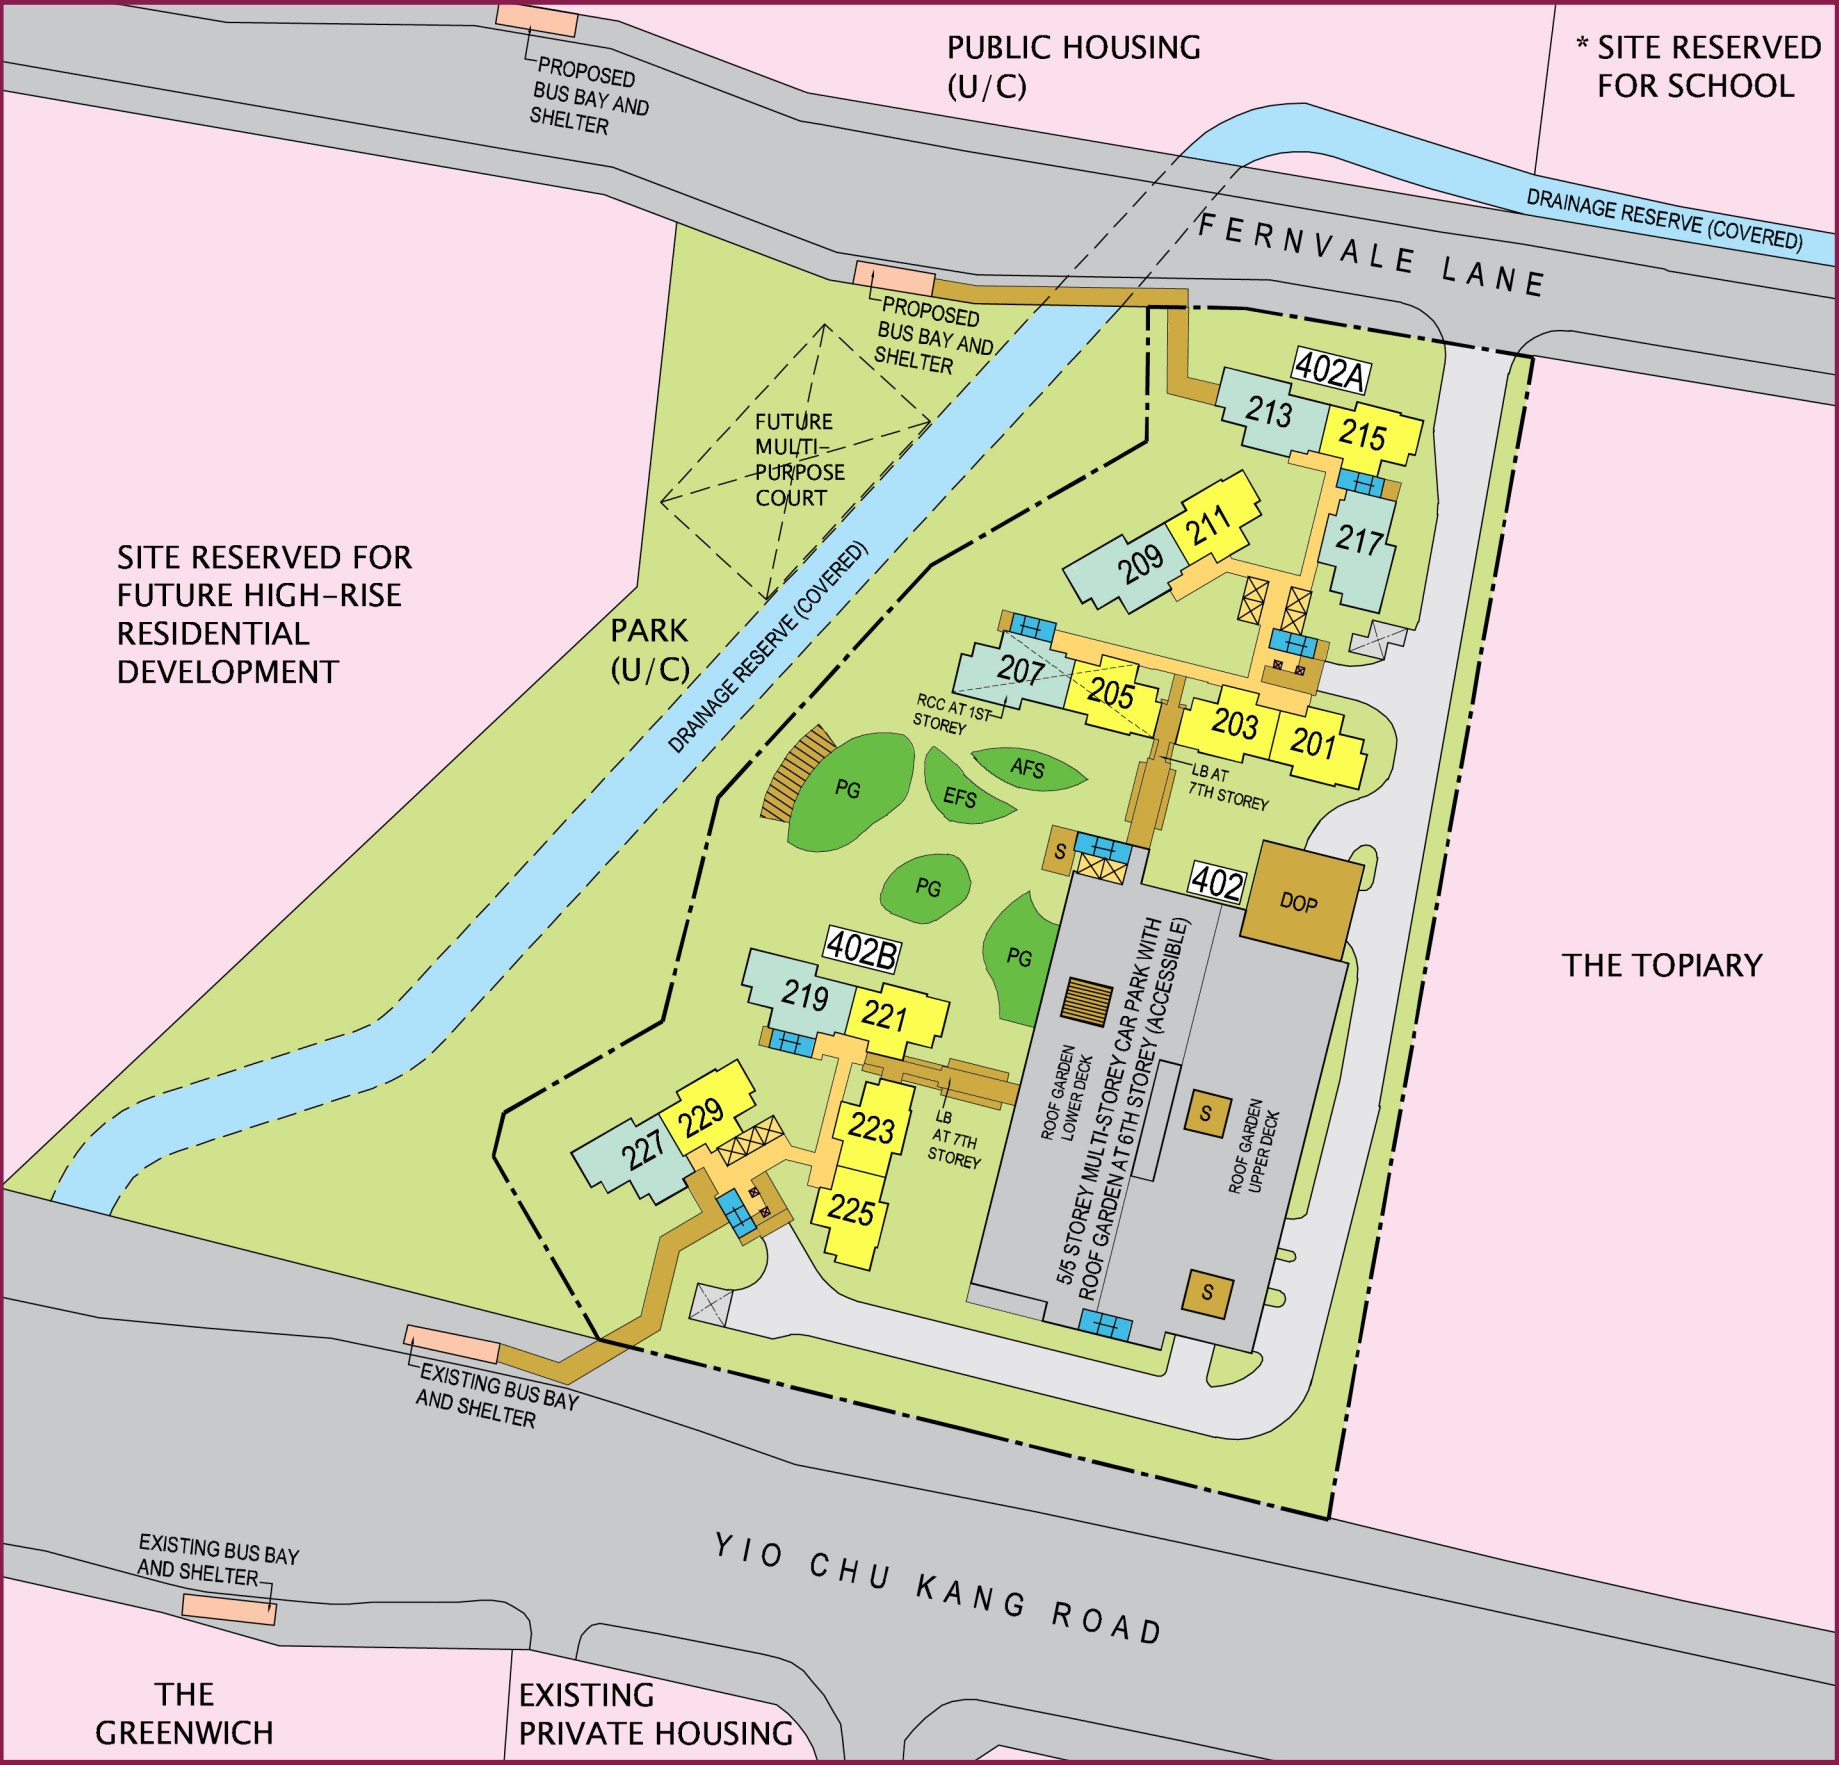 PUBLIC HOUSING
(U/C)
* SITE RESERVED
FOR SCHOOL
PROPOSED
BUS BAY AND
SHELTER
DRAINAGE RESERVE (COVERED)
FERNVALE LANE
PROPOSED
BUS BAY AND
SHELTER
402A
213
215
FUTURE
MULTI-
PURPOSE
COURT
211
209
217
SITE RESERVED FOR
FUTURE HIGH-RISE
RESIDENTIAL
DEVELOPMENT
PARK
(U/C)
DRAINAGE RESERVE (COVERED)
207
205
203
201
RCC AT 1ST
STOREY
LB AT
7TH STOREY
PG
EFS
AFS
S
402
DOP
PG
PG
402B
219
221
THE TOPIARY
5/5 STOREY MULTI-STOREY CAR PARK WITH
ROOF GARDEN AT 6TH STOREY (ACCESSIBLE)
ROOF GARDEN
LOWER DECK
ROOF GARDEN
UPPER DECK
S
S
LB
AT 7TH
STOREY
229
227
223
225
EXISTING BUS BAY
AND SHELTER
YIO CHU KANG ROAD
EXISTING BUS BAY
AND SHELTER
THE
GREENWICH
EXISTING
PRIVATE HOUSING